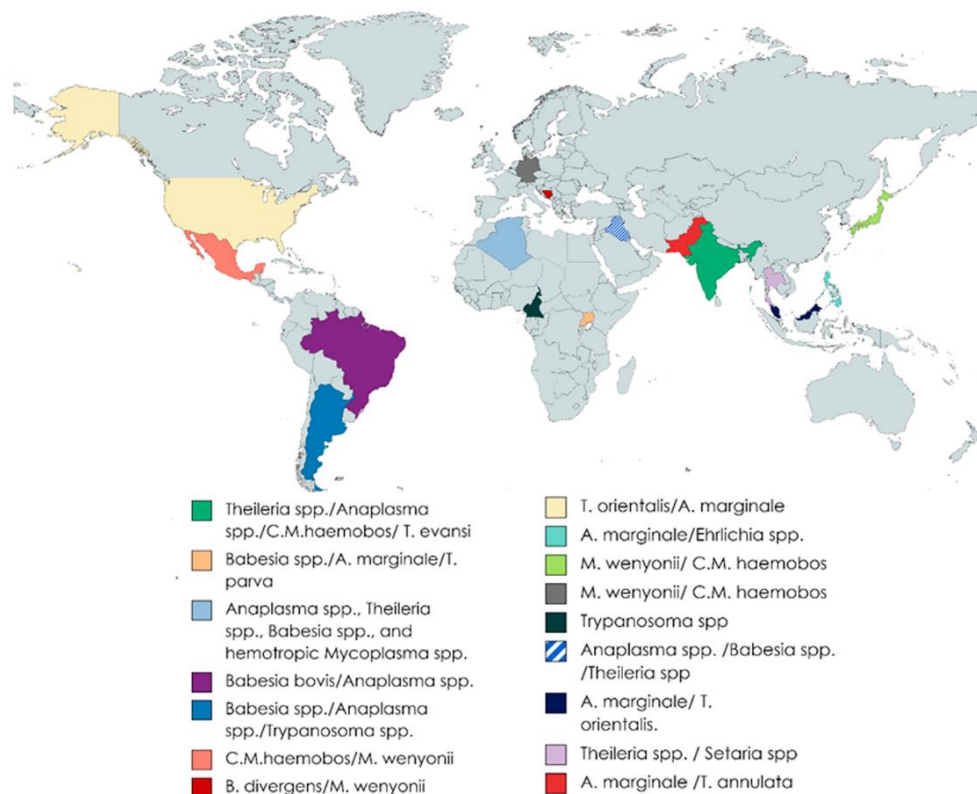 Theileria spp./Anaplasma
spp./C.M.haemobos/ T. evansi
Babesia spp./A. marginale/T.
parva
Anaplasma spp., Theileria
spp., Babesia spp., and
hemotropic Mycoplasma spp.
Babesia bovis/Anaplasma spp.
Babesia spp./Anaplasma
spp./Trypanosoma spp.
C.M.haemobos/M. wenyonii
B. divergens/M. wenyonii
T. orientalis/A. marginale
A. marginale/Ehrlichia spp.
M. wenyonii/ C.M. haemobos
M. wenyonii/ C.M. haemobos
Trypanosoma spp
Anaplasma spp. /Babesia spp.
/Theileria spp
A. marginale/ T.
orientalis.
Theileria spp. / Setaria spp
A. marginale /T. annulata